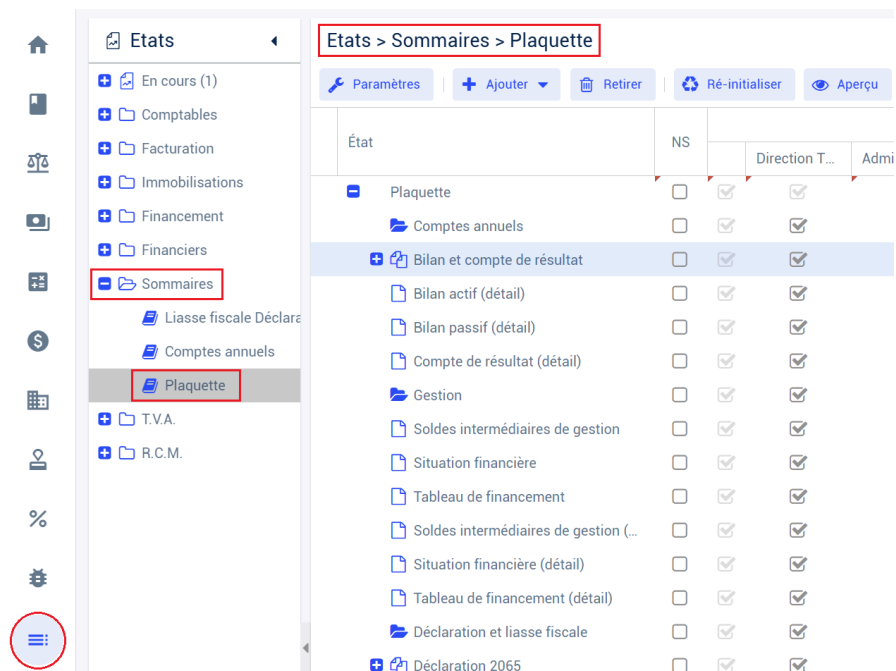 Etats
En cours (1)
Comptables
Facturation
Immobilisations
Financement
Financiers
Sommaires
Liasse fiscale Déclara
Comptes annuels
Plaquette
T.V.A.
R.C.M.
Etats > Sommaires > Plaquette
Paramètres Ajouter Retirer Ré-initialiser Aperçu
État NS
Direction T... Admi
Plaquette
Comptes annuels
Bilan et compte de résultat
Bilan actif (détail)
Bilan passif (détail)
Compte de résultat (détail)
Gestion
Soldes intermédiaires de gestion
Situation financière
Tableau de financement
Soldes intermédiaires de gestion (...
Situation financière (détail)
Tableau de financement (détail)
Déclaration et liasse fiscale
Déclaration 2065